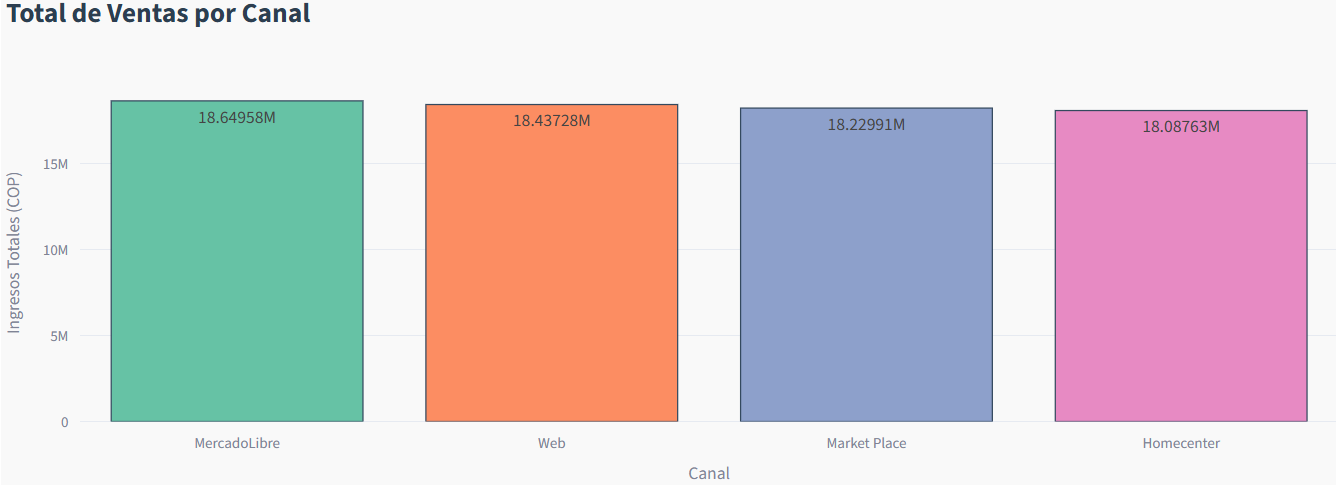 Total de Ventas por Canal
18.64958M
18.43728M
18.22991M
18.08763M
15M
10M
5M
0
Ingresos Totales (COP)
MercadoLibre
Web
Market Place
Homecenter
Canal